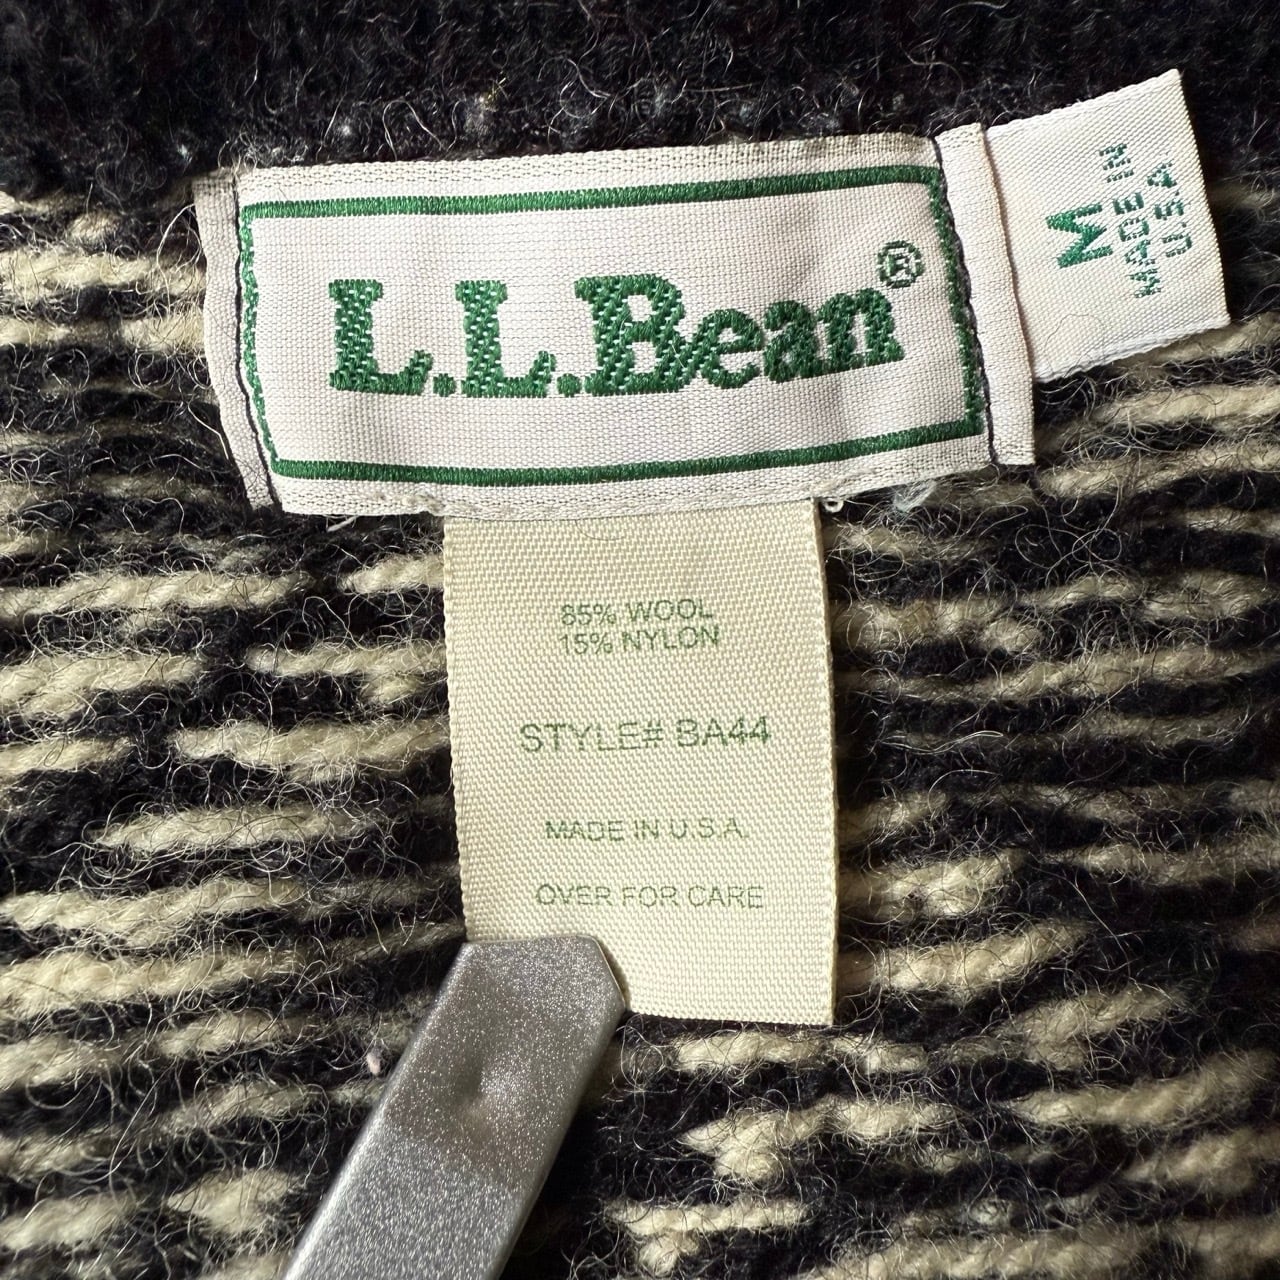 L.L.Bean®
M
MADE IN
U.S.A
85% WOOL
15% NYLON
STYLE# BA44
MADE IN U.S.A.
OVER FOR CARE